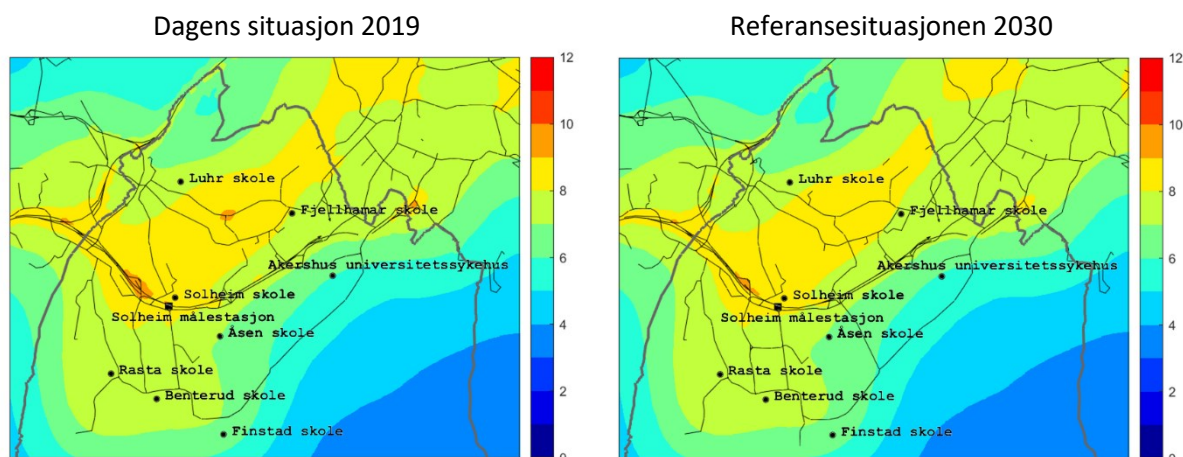 Dagens situasjon 2019
Referansesituasjonen 2030
12
10
8
6
4
2
0
Luhr skole
Fjellhamar skole
Akershus universitetssykehus
Solheim skole
Solheim målestasjon
Åsen skole
Rasta skole
Benterud skole
Finstad skole
12
10
8
6
4
2
0
Luhr skole
Fjellhamar skole
Akershus universitetssykehus
Solheim skole
Solheim målestasjon
Åsen skole
Rasta skole
Benterud skole
Finstad skole